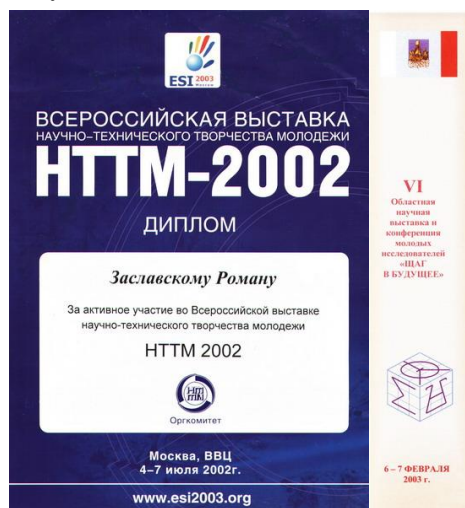 ESI 2003
Moscow
ВСЕРОССИЙСКАЯ ВЫСТАВКА
НАУЧНО-ТЕХНИЧЕСКОГО ТВОРЧЕСТВА МОЛОДЕЖИ
НТТМ-2002
ДИПЛОМ
Заславскому Роману
За активное участие во Всероссийской выставке
научно-технического творчества молодежи
НТТМ 2002
НТТМ
Оргкомитет
Москва, ВВЦ
4-7 июля 2002г.
www.esi2003.org
VI
Областная
научная
выставка и
конференция
молодых
исследователей
«ЩАГ
В БУДУЩЕЕ»
6 – 7 ФЕВРАЛЯ
2003 г.